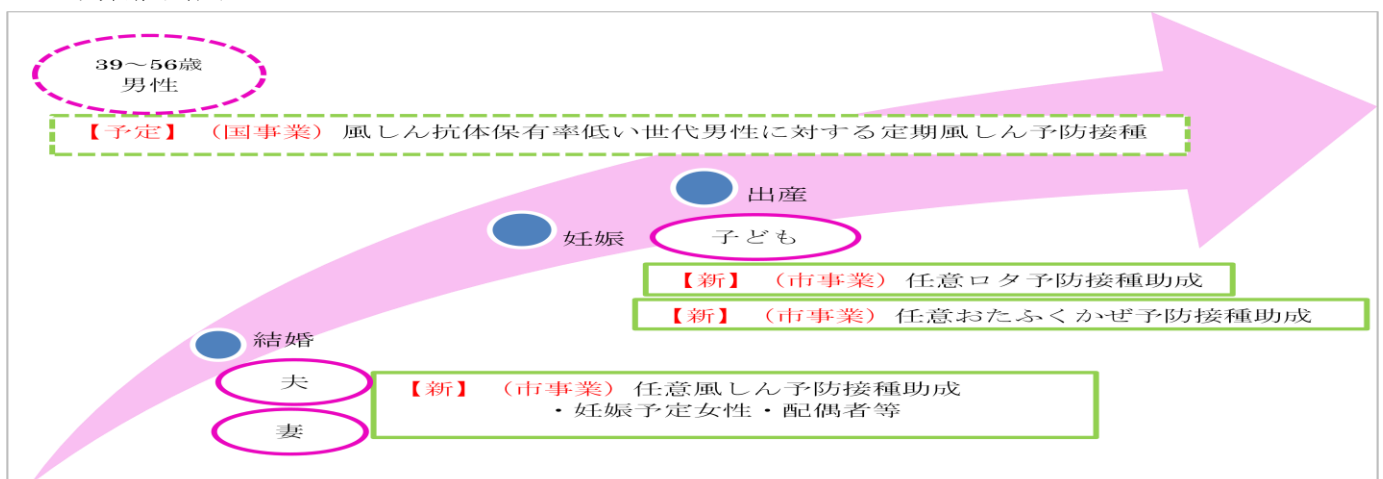 39～56歳
男性
【予定】（国事業）風しん抗体保有率低い世代男性に対する定期風しん予防接種
出産
妊娠
子ども
【新】（市事業）任意ロタ予防接種助成
【新】（市事業）任意おたふくかぜ予防接種助成
結婚
夫
【新】（市事業）任意風しん予防接種助成
・妊娠予定女性・配偶者等
妻